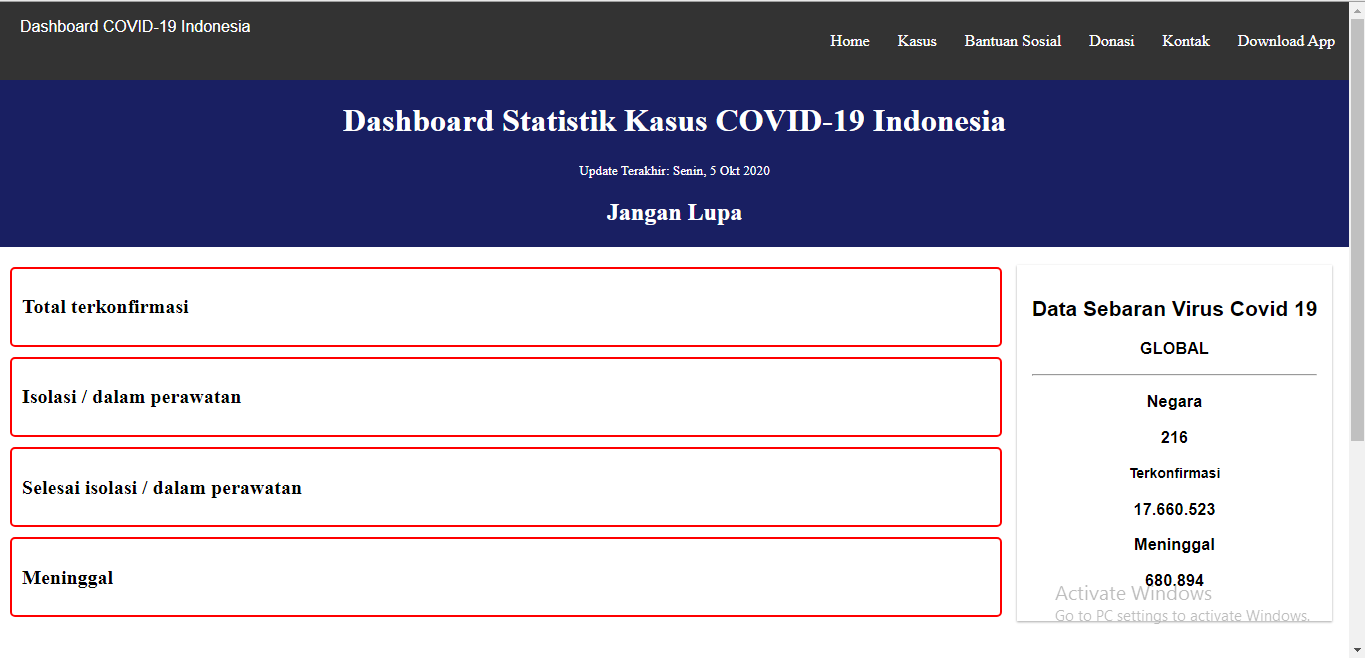 Dashboard COVID-19 Indonesia
Home Kasus Bantuan Sosial Donasi Kontak Download App
Dashboard Statistik Kasus COVID-19 Indonesia
Update Terakhir: Senin, 5 Okt 2020
Jangan Lupa
Total terkonfirmasi
Isolasi / dalam perawatan
Selesai isolasi / dalam perawatan
Meninggal
Data Sebaran Virus Covid 19
GLOBAL
Negara
216
Terkonfirmasi
17.660.523
Meninggal
680.894
Activate Windows
Go to PC settings to activate Windows.